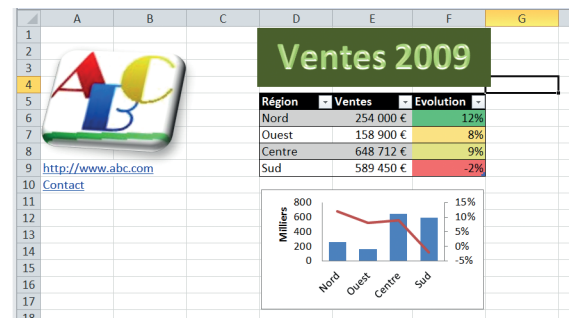 A B C D E F G
1
2 Ventes 2009
3
4
ABC
5 Région Ventes Evolution
6 Nord 254 000 € 12%
7 Ouest 158 900 € 8%
8 Centre 648 712 € 9%
9 http://www.abc.com Sud 589 450 € -2%
10 Contact
11
12
13
14
15
16
17
18
Milliers
800 15%
600 10%
400 5%
200 0%
0 -5%
Nord Ouest Centre Sud